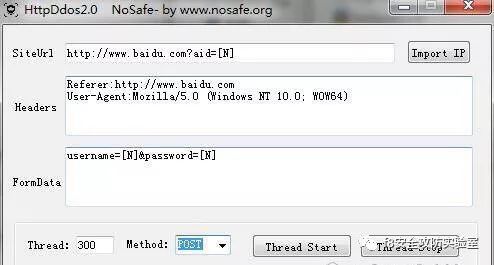 HttpDdos2.0 NoSafe- by www.nosafe.org
SiteUrl http://www.baidu.com?aid=[N] Import IP
Headers
Referer:http://www.baidu.com
User-Agent:Mozilla/5.0 (Windows NT 10.0; WOW64)
FormData
username=[N]&password=[N]
Thread: 300 Method: POST Thread Start Thread Stop
安全攻防实验室